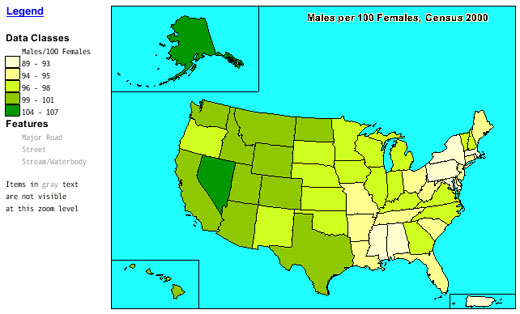 Legend
Males per 100 Females, Census 2000
Data Classes
Males/100 Females
89 - 93
94 - 95
96 - 98
99 - 101
104 - 107
Features
Major Road
Street
Stream/Waterbody
Items in gray text
are not visible
at this zoom level